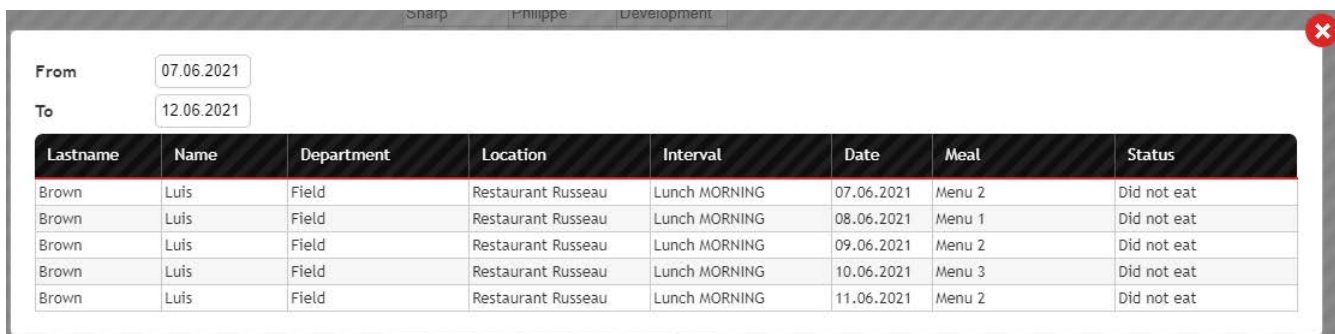 Sharp Philippe Development
From 07.06.2021
To 12.06.2021
Lastname Name Department Location Interval Date Meal Status
Brown Luis Field Restaurant Russeau Lunch MORNING 07.06.2021 Menu 2 Did not eat
Brown Luis Field Restaurant Russeau Lunch MORNING 08.06.2021 Menu 1 Did not eat
Brown Luis Field Restaurant Russeau Lunch MORNING 09.06.2021 Menu 2 Did not eat
Brown Luis Field Restaurant Russeau Lunch MORNING 10.06.2021 Menu 3 Did not eat
Brown Luis Field Restaurant Russeau Lunch MORNING 11.06.2021 Menu 2 Did not eat